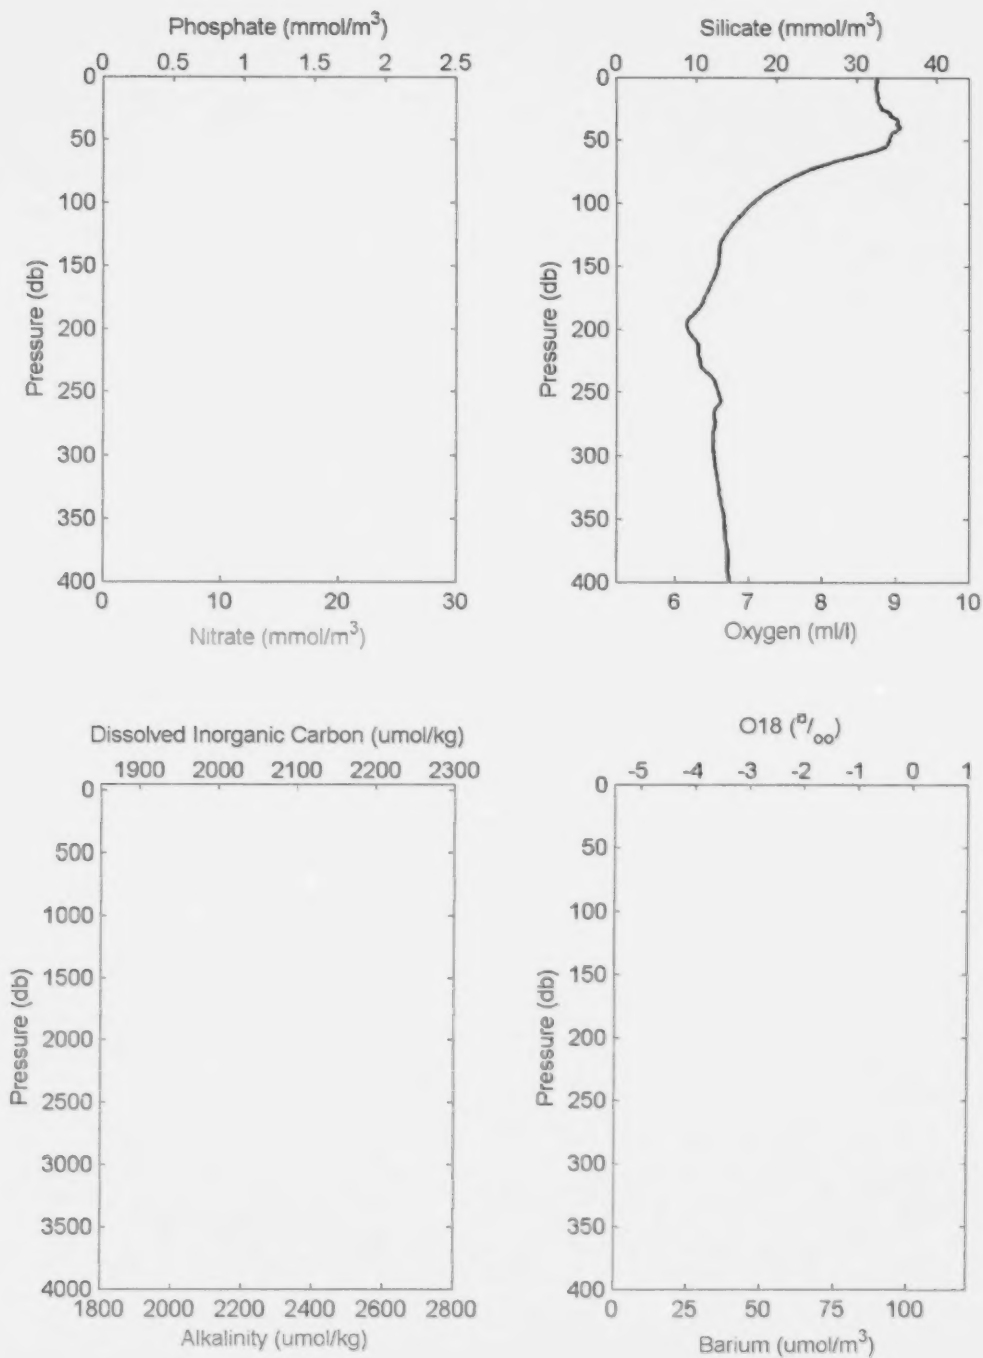 Phosphate (mmol/m³)
0 0.5 1 1.5 2 2.5
0
50
100
150
200
250
300
350
400
Pressure (db)
0 10 20 30
Nitrate (mmol/m³)
Silicate (mmol/m³)
0 10 20 30 40
0
50
100
150
200
250
300
350
400
Pressure (db)
6 7 8 9 10
Oxygen (ml/l)
Dissolved Inorganic Carbon (umol/kg)
1900 2000 2100 2200 2300
0
500
1000
1500
2000
2500
3000
3500
4000
Pressure (db)
1800 2000 2200 2400 2600 2800
Alkalinity (umol/kg)
O18 (¤/oo)
-5 -4 -3 -2 -1 0 1
0
50
100
150
200
250
300
350
400
Pressure (db)
0 25 50 75 100
Barium (umol/m³)